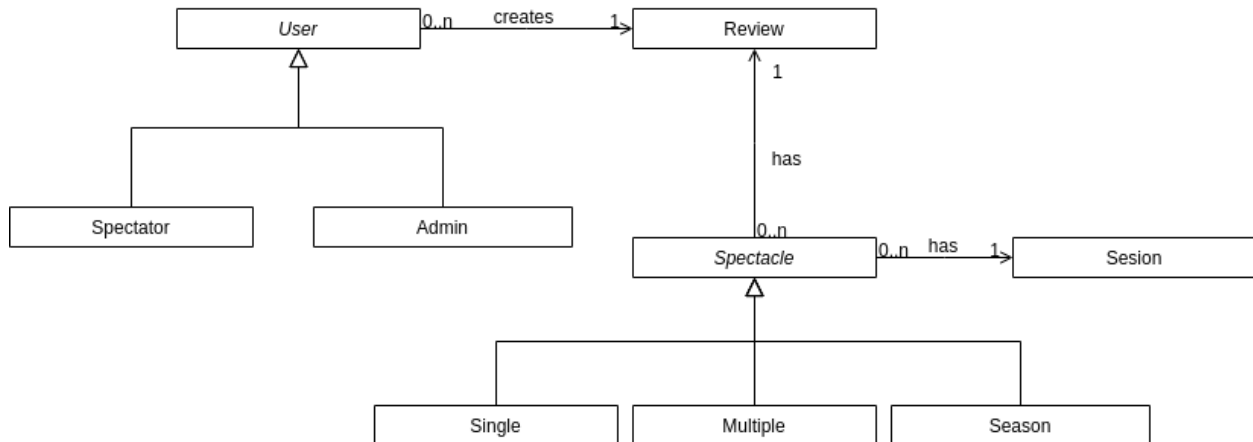 User
0..n
creates
1
Review
1
has
Spectator
Admin
0..n
Spectacle
0..n
has
1
Sesion
Single
Multiple
Season